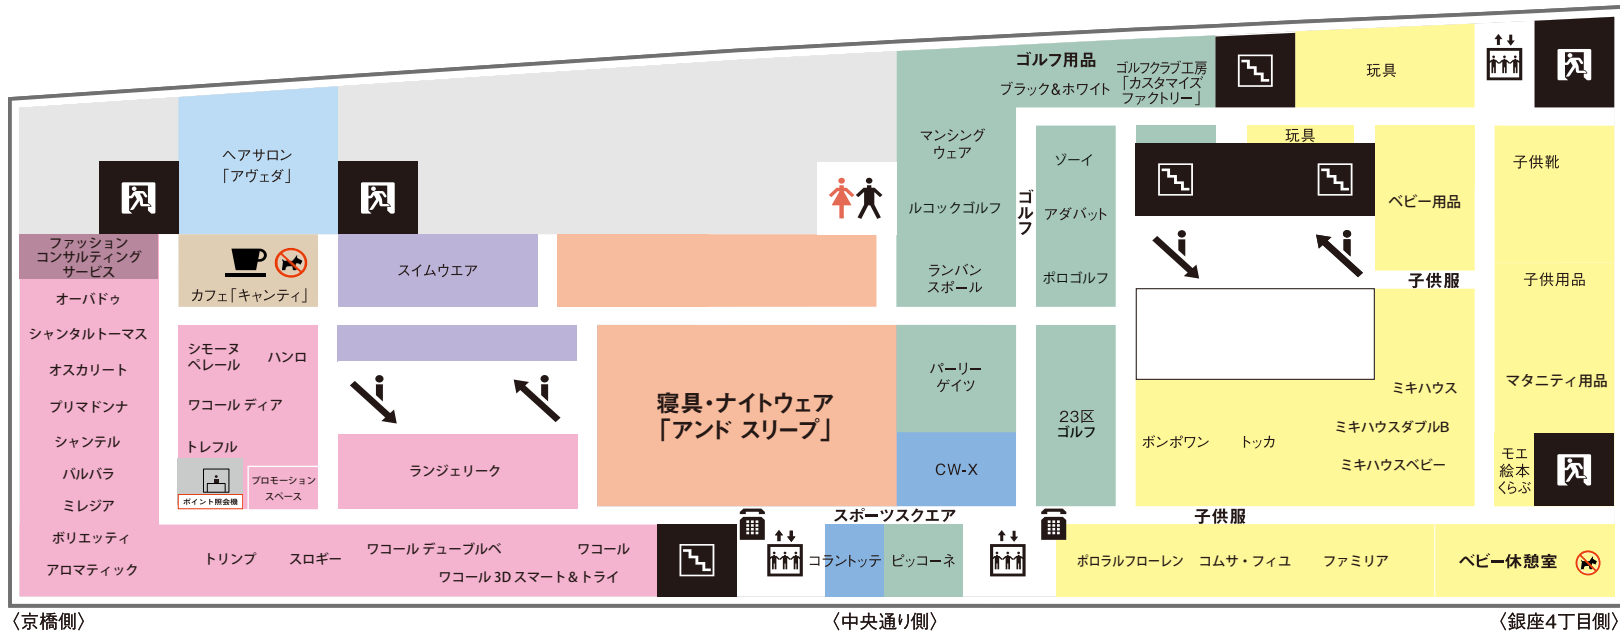 ゴルフ用品
ブラック&ホワイト
ゴルフクラブ工房
「カスタマイズ
ファクトリー」
玩具
ヘアサロン
「アヴェダ」
マンシング
ウェア
ゾーイ
玩具
子供靴
ルコックゴルフ
ゴルフ
アダバット
ベビー用品
ファッション
コンサルティング
サービス
カフェ「キャンティ」
スイムウエア
ランバン
スポール
ポロゴルフ
子供服
子供用品
オーバドゥ
シャンタルトーマス
オスカリート
プリマドンナ
シャンテル
バルバラ
ミレジア
ポリエッティ
アロマティック
シモーヌ
ペレール
ハンロ
ワコール ディア
トレフル
ポイント照会機
プロモーション
スペース
ランジェリーク
寝具・ナイトウェア
「アンド スリープ」
パーリー
ゲイツ
CW-X
23区
ゴルフ
ボンポワン
トッカ
ミキハウス
ミキハウスダブルB
ミキハウスベビー
マタニティ用品
モエ
絵本
くらぶ
スポーツスクエア
子供服
トリンプ
スロギー
ワコール デューブルベ
ワコール
ワコール 3D スマート & トライ
コラントッテ
ピッコーネ
ポロラルフローレン
コムサ・フィユ
ファミリア
ベビー休憩室
〈京橋側〉
〈中央通り側〉
〈銀座4丁目側〉